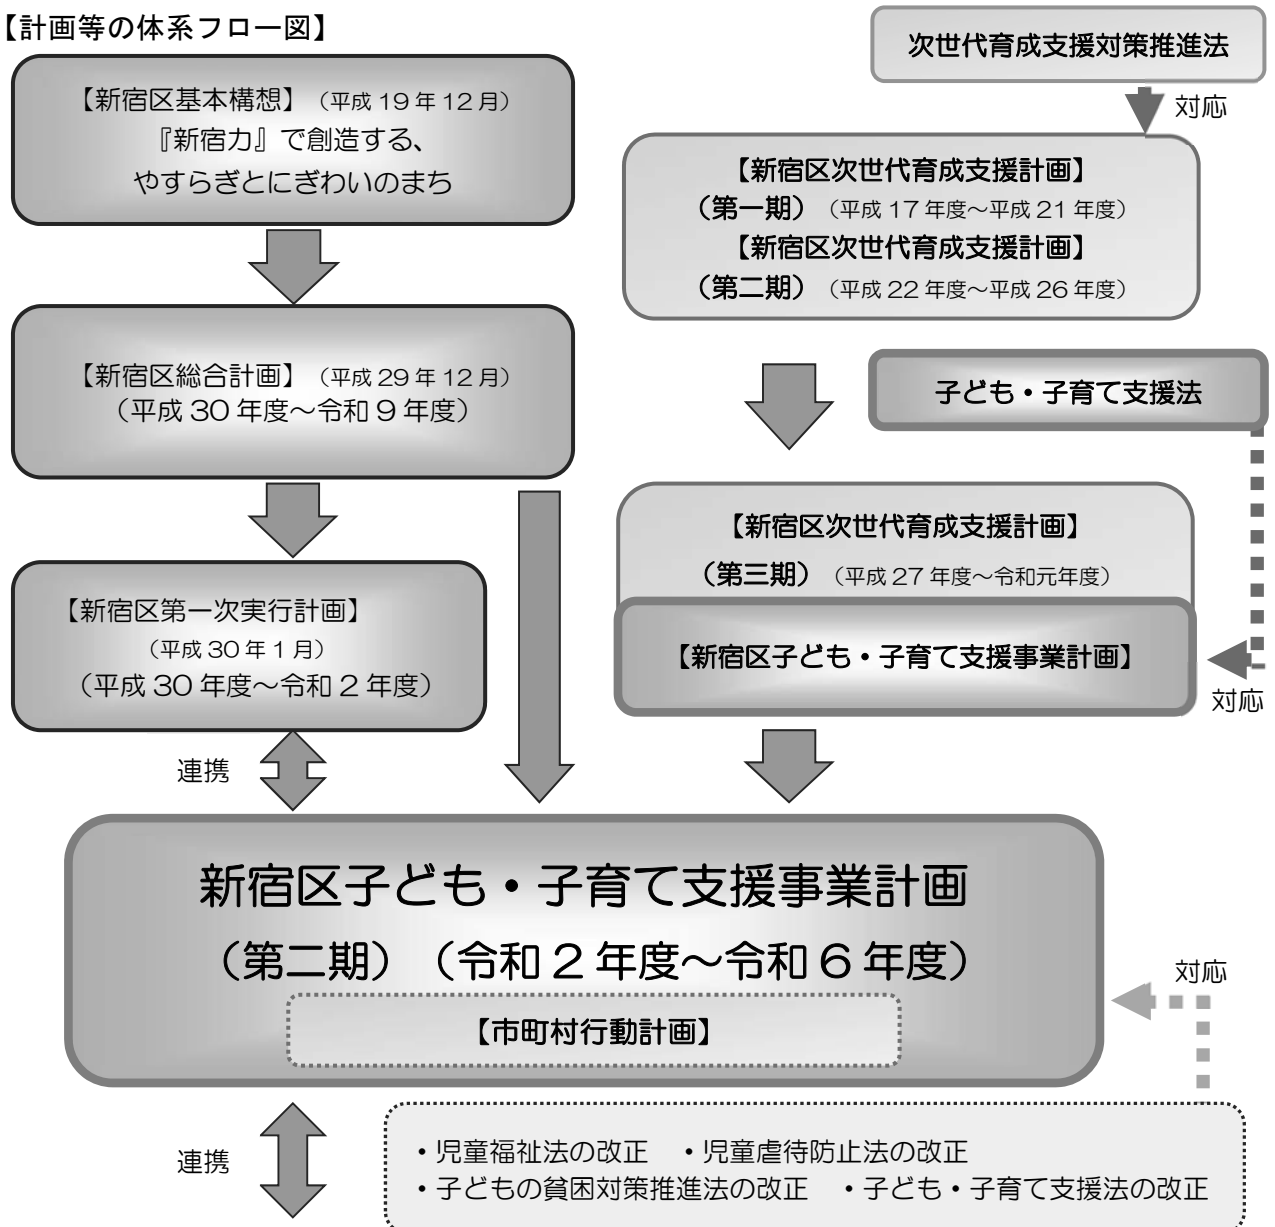 【計画等の体系フロー図】
【新宿区基本構想】（平成 19 年 12 月）
『新宿力』で創造する、
やすらぎとにぎわいのまち
【新宿区総合計画】（平成 29 年 12 月）
（平成 30 年度～令和 9 年度）
【新宿区第一次実行計画】
（平成 30 年 1 月）
（平成 30 年度～令和 2 年度）
連携
次世代育成支援対策推進法
対応
【新宿区次世代育成支援計画】
（第一期）（平成 17 年度～平成 21 年度）
【新宿区次世代育成支援計画】
（第二期）（平成 22 年度～平成 26 年度）
子ども・子育て支援法
【新宿区次世代育成支援計画】
（第三期）（平成 27 年度～令和元年度）
【新宿区子ども・子育て支援事業計画】
対応
新宿区子ども・子育て支援事業計画
（第二期）（令和 2 年度～令和 6 年度）
【市町村行動計画】
対応
連携
・児童福祉法の改正　・児童虐待防止法の改正
・子どもの貧困対策推進法の改正　・子ども・子育て支援法の改正